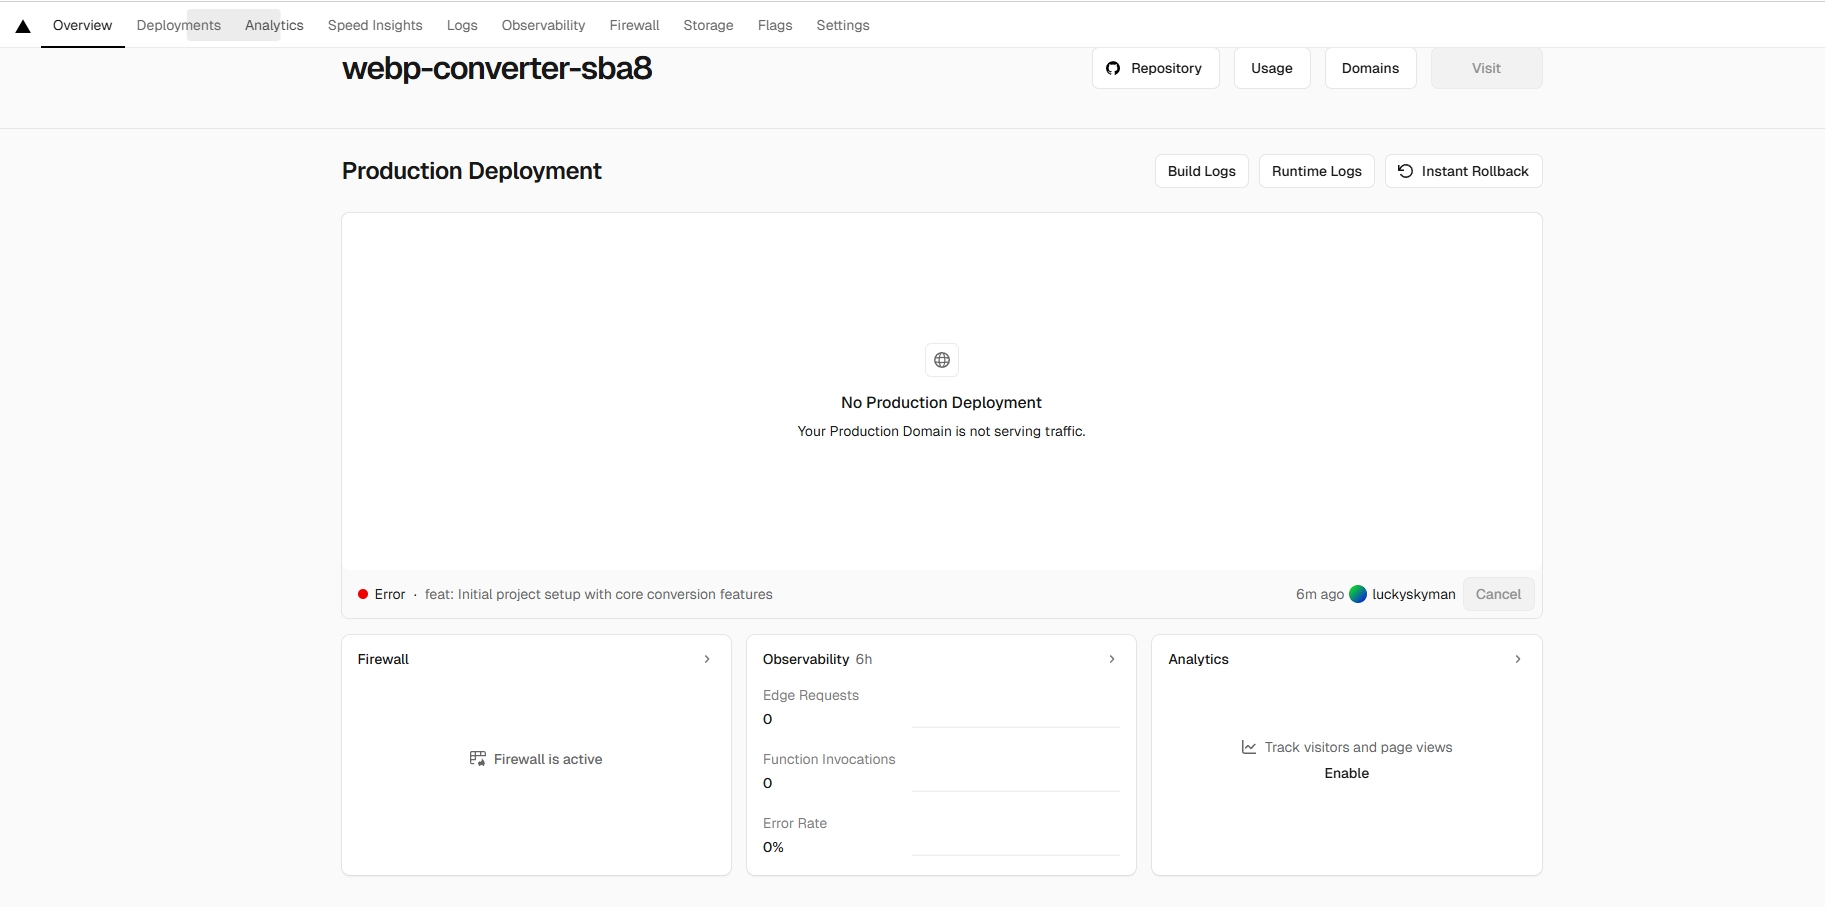 Overview Deployments Analytics Speed Insights Logs Observability Firewall Storage Flags Settings
webp-converter-sba8
Repository Usage Domains Visit
Production Deployment
Build Logs Runtime Logs Instant Rollback
No Production Deployment
Your Production Domain is not serving traffic.
Error · feat: Initial project setup with core conversion features
6m ago luckyskyman Cancel
Firewall
Firewall is active
Observability 6h
Edge Requests
0
Function Invocations
0
Error Rate
0%
Analytics
Track visitors and page views
Enable